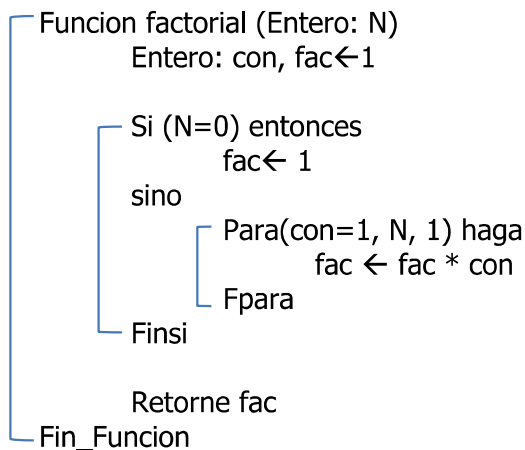 Funcion factorial (Entero: N)
Entero: con, fac←1
Si (N=0) entonces
fac← 1
sino
Para(con=1, N, 1) haga
fac ← fac * con
Fpara
Finsi
Retorne fac
Fin_Funcion